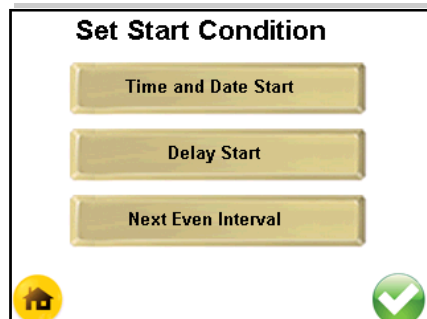 Set Start Condition
Time and Date Start
Delay Start
Next Even Interval